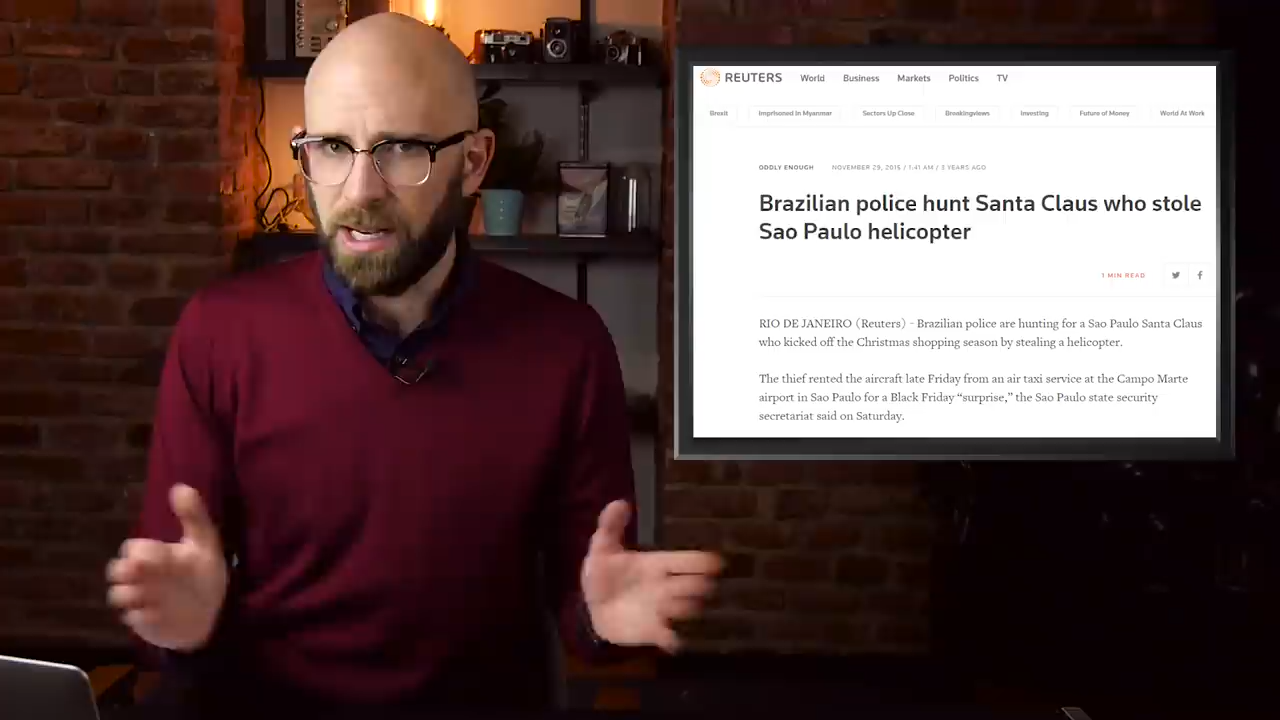 REUTERS World Business Markets Politics TV
Brexit Imprisoned In Myanmar Sectors Up Close Breakingviews Investing Future of Money World At Work
ODDLY ENOUGH NOVEMBER 29, 2015 / 1:41 AM / 3 YEARS AGO
Brazilian police hunt Santa Claus who stole
Sao Paulo helicopter
1 MIN READ
RIO DE JANEIRO (Reuters) - Brazilian police are hunting for a Sao Paulo Santa Claus
who kicked off the Christmas shopping season by stealing a helicopter.
The thief rented the aircraft late Friday from an air taxi service at the Campo Marte
airport in Sao Paulo for a Black Friday “surprise,” the Sao Paulo state security
secretariat said on Saturday.